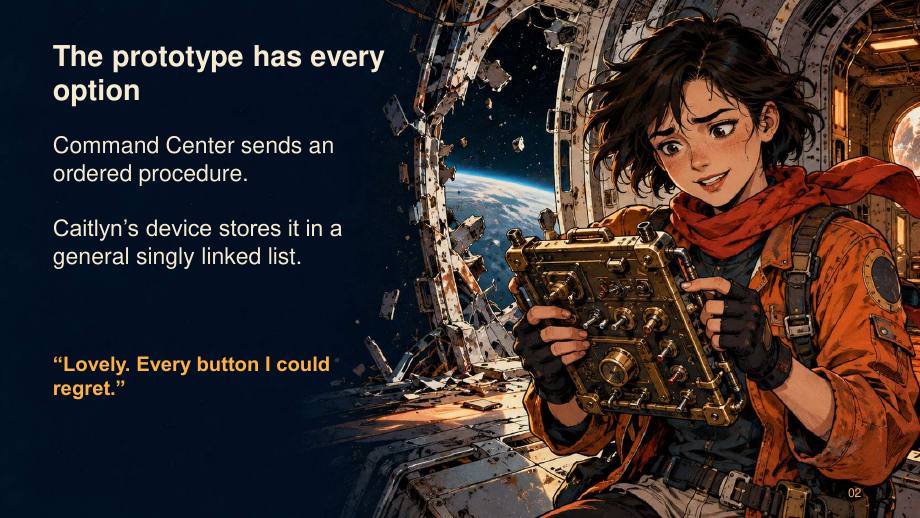 The prototype has every
option
Command Center sends an
ordered procedure.
Caitlyn’s device stores it in a
general singly linked list.
“Lovely. Every button I could
regret.”
02